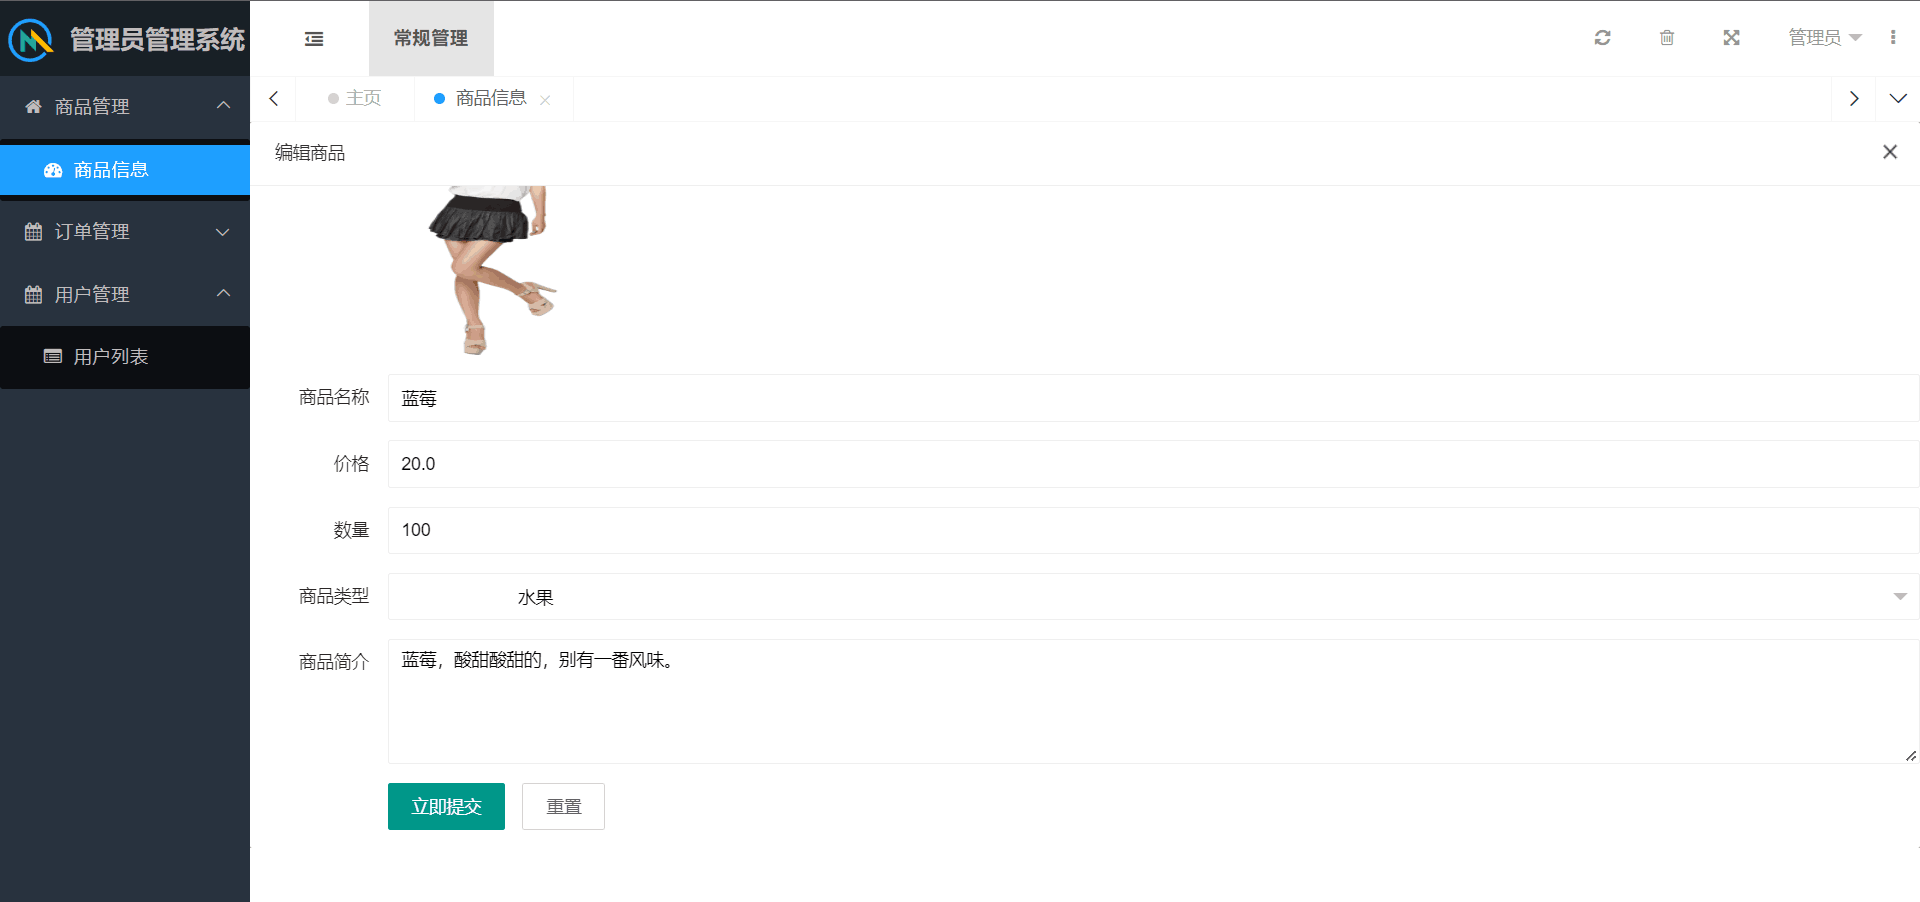 管理员管理系统
常规管理
管理员
商品管理
商品信息
订单管理
用户管理
用户列表
主页
商品信息
编辑商品
商品名称
蓝莓
价格
20.0
数量
100
商品类型
水果
商品简介
蓝莓，酸甜酸甜的，别有一番风味。
立即提交
重置